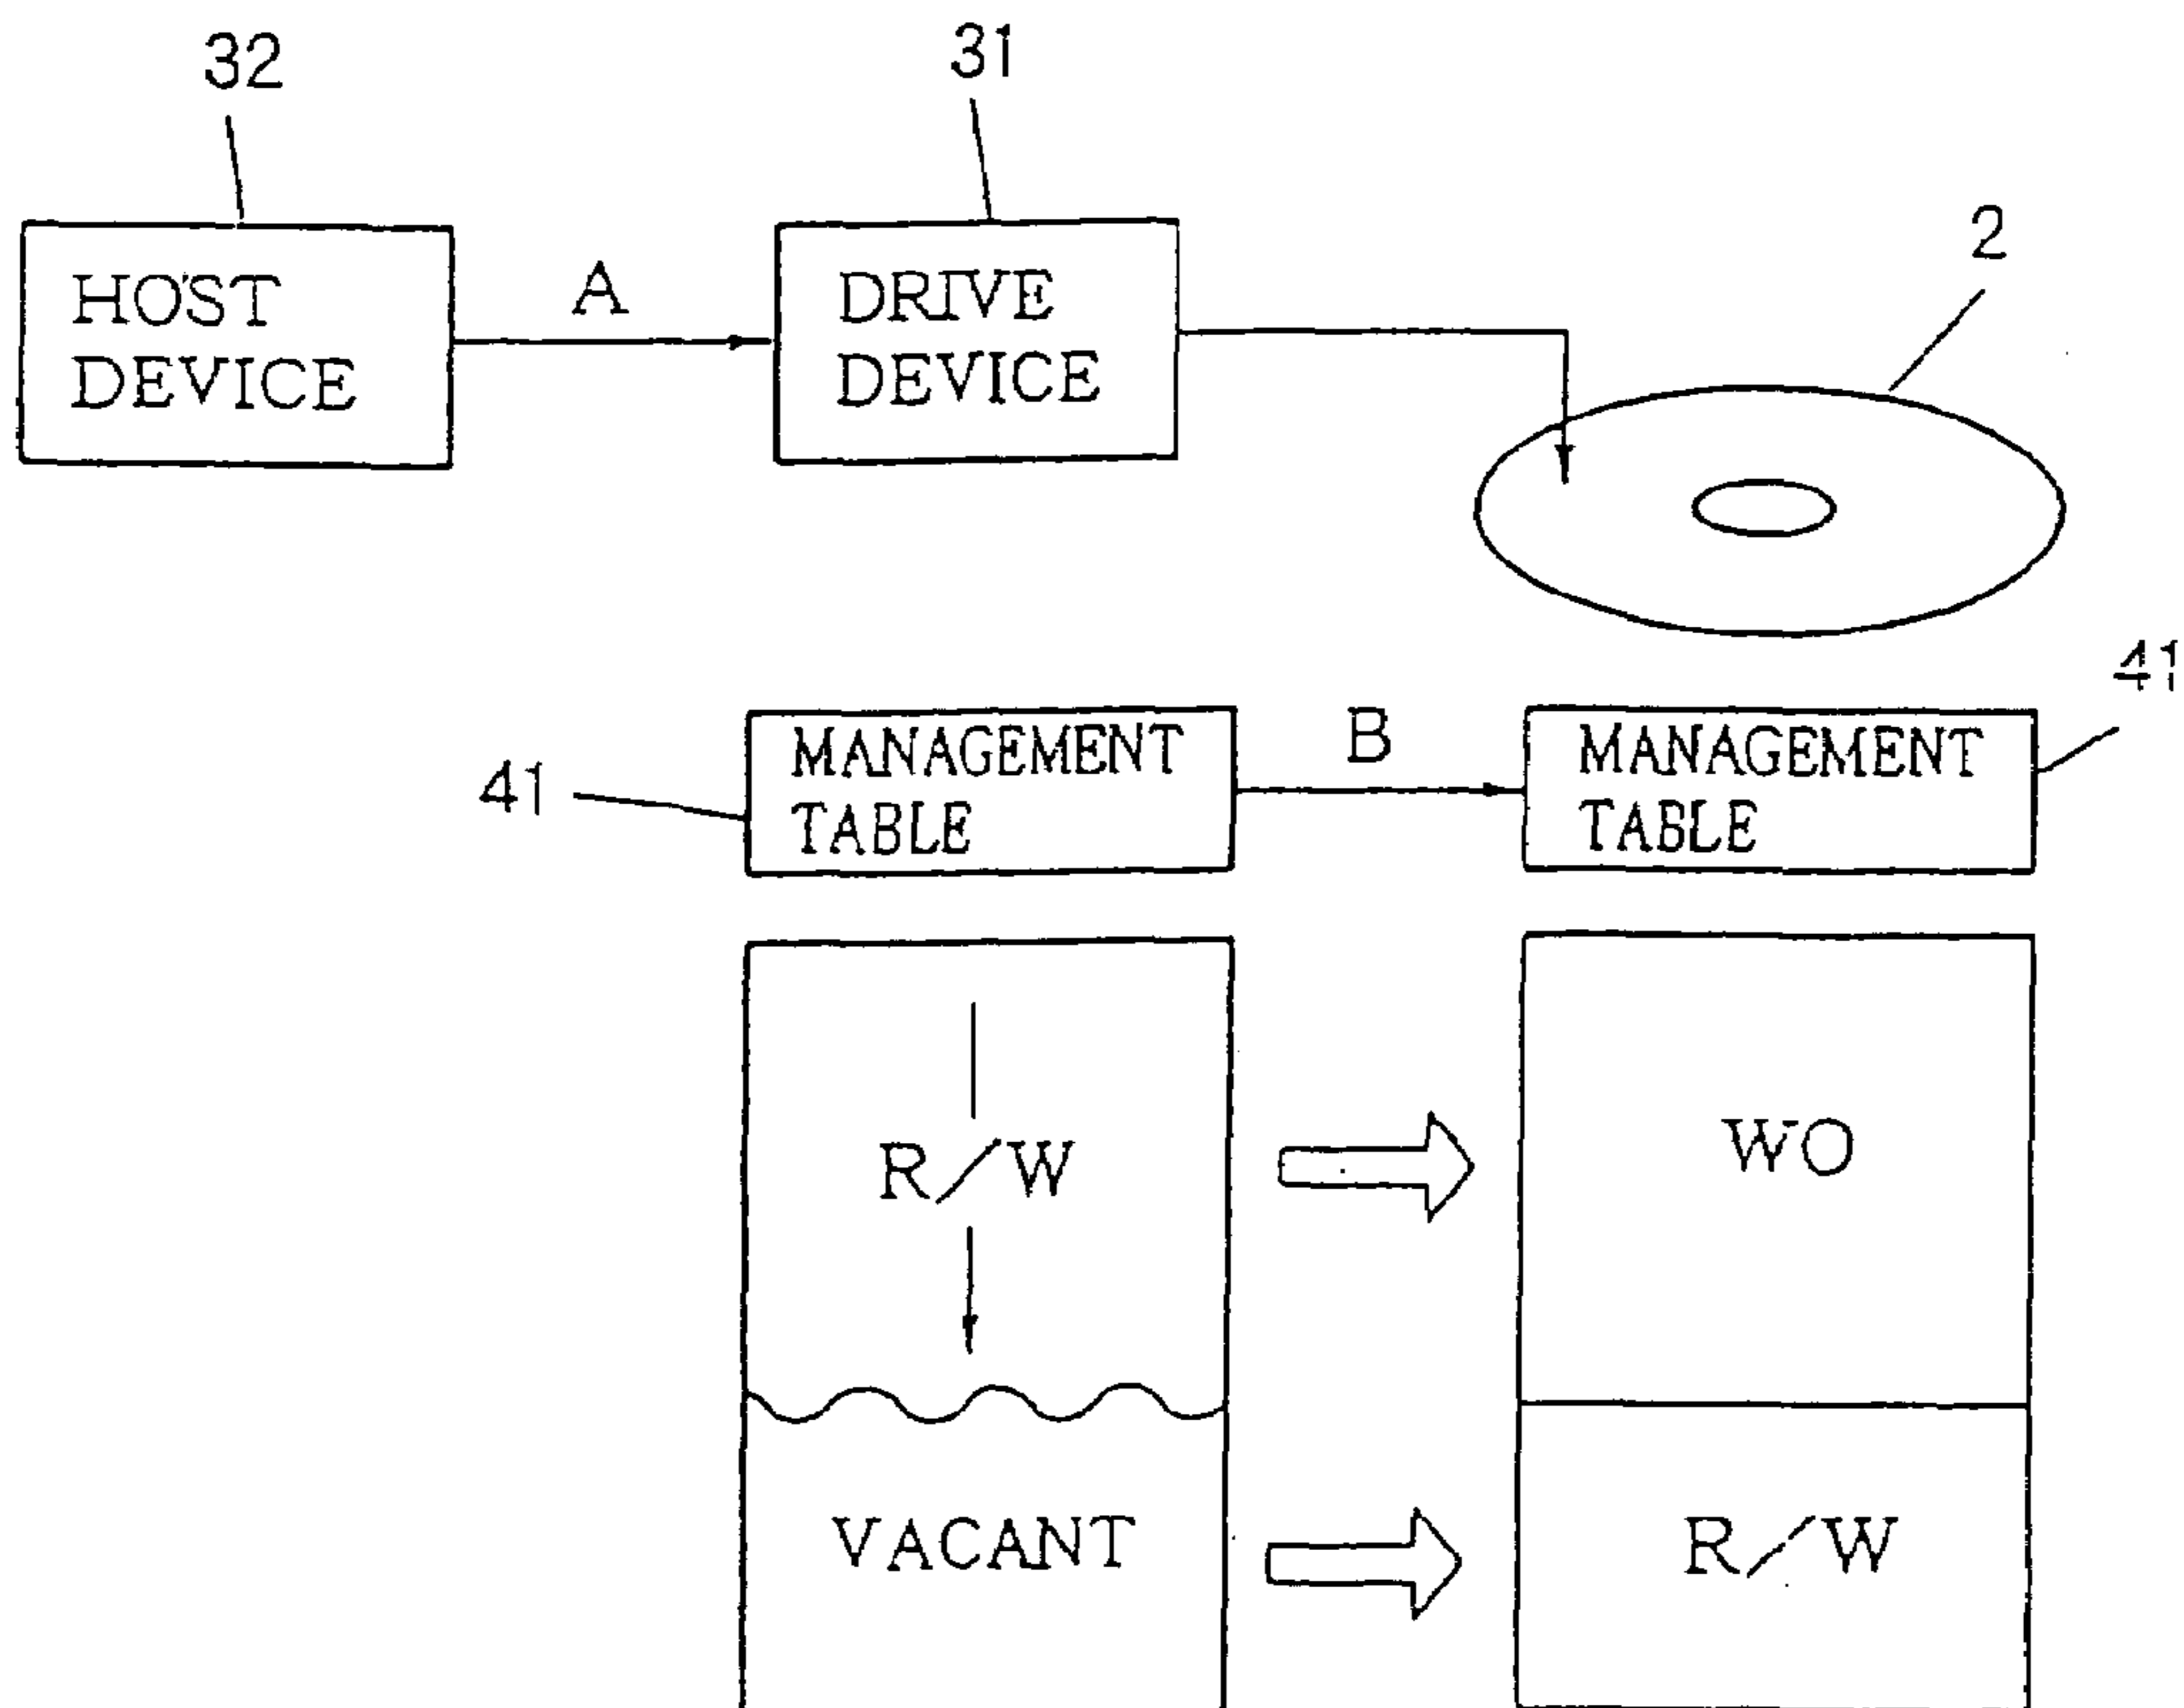 32
31
2
HOST
DEVICE
A
DRIVE
DEVICE
41
MANAGEMENT
TABLE
B
MANAGEMENT
TABLE
41
R/W
WO
VACANT
R/W